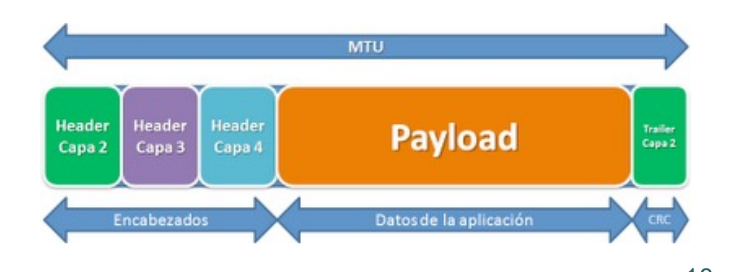 MTU
Header
Capa 2
Header
Capa 3
Header
Capa 4
Payload
Trailer
Capa 2
Encabezados
Datos de la aplicación
CRC